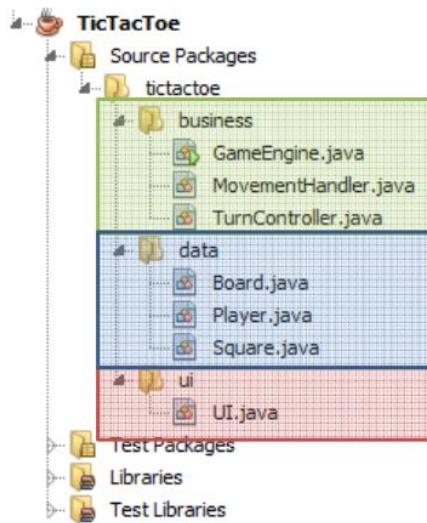 TicTacToe
Source Packages
tictactoe
business
GameEngine.java
MovementHandler.java
TurnController.java
data
Board.java
Player.java
Square.java
ui
UI.java
Test Packages
Libraries
Test Libraries